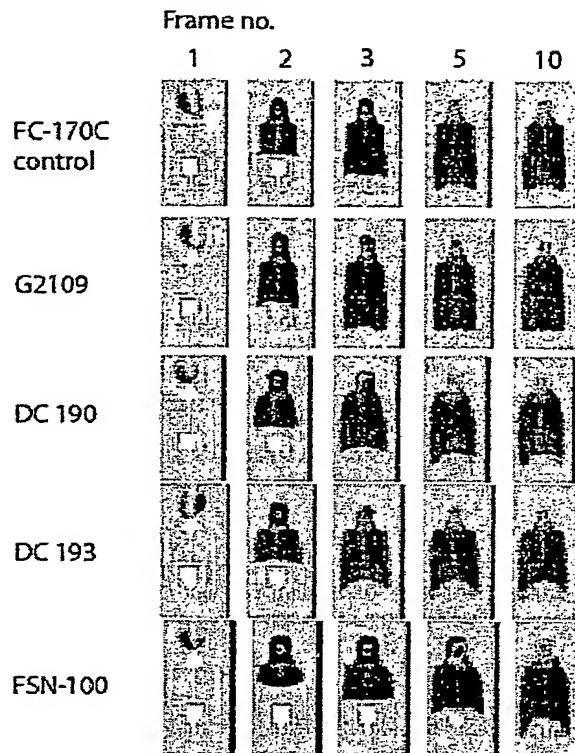 Frame no.
1 2 3 5 10
FC-170C
control
G2109
DC 190
DC 193
FSN-100